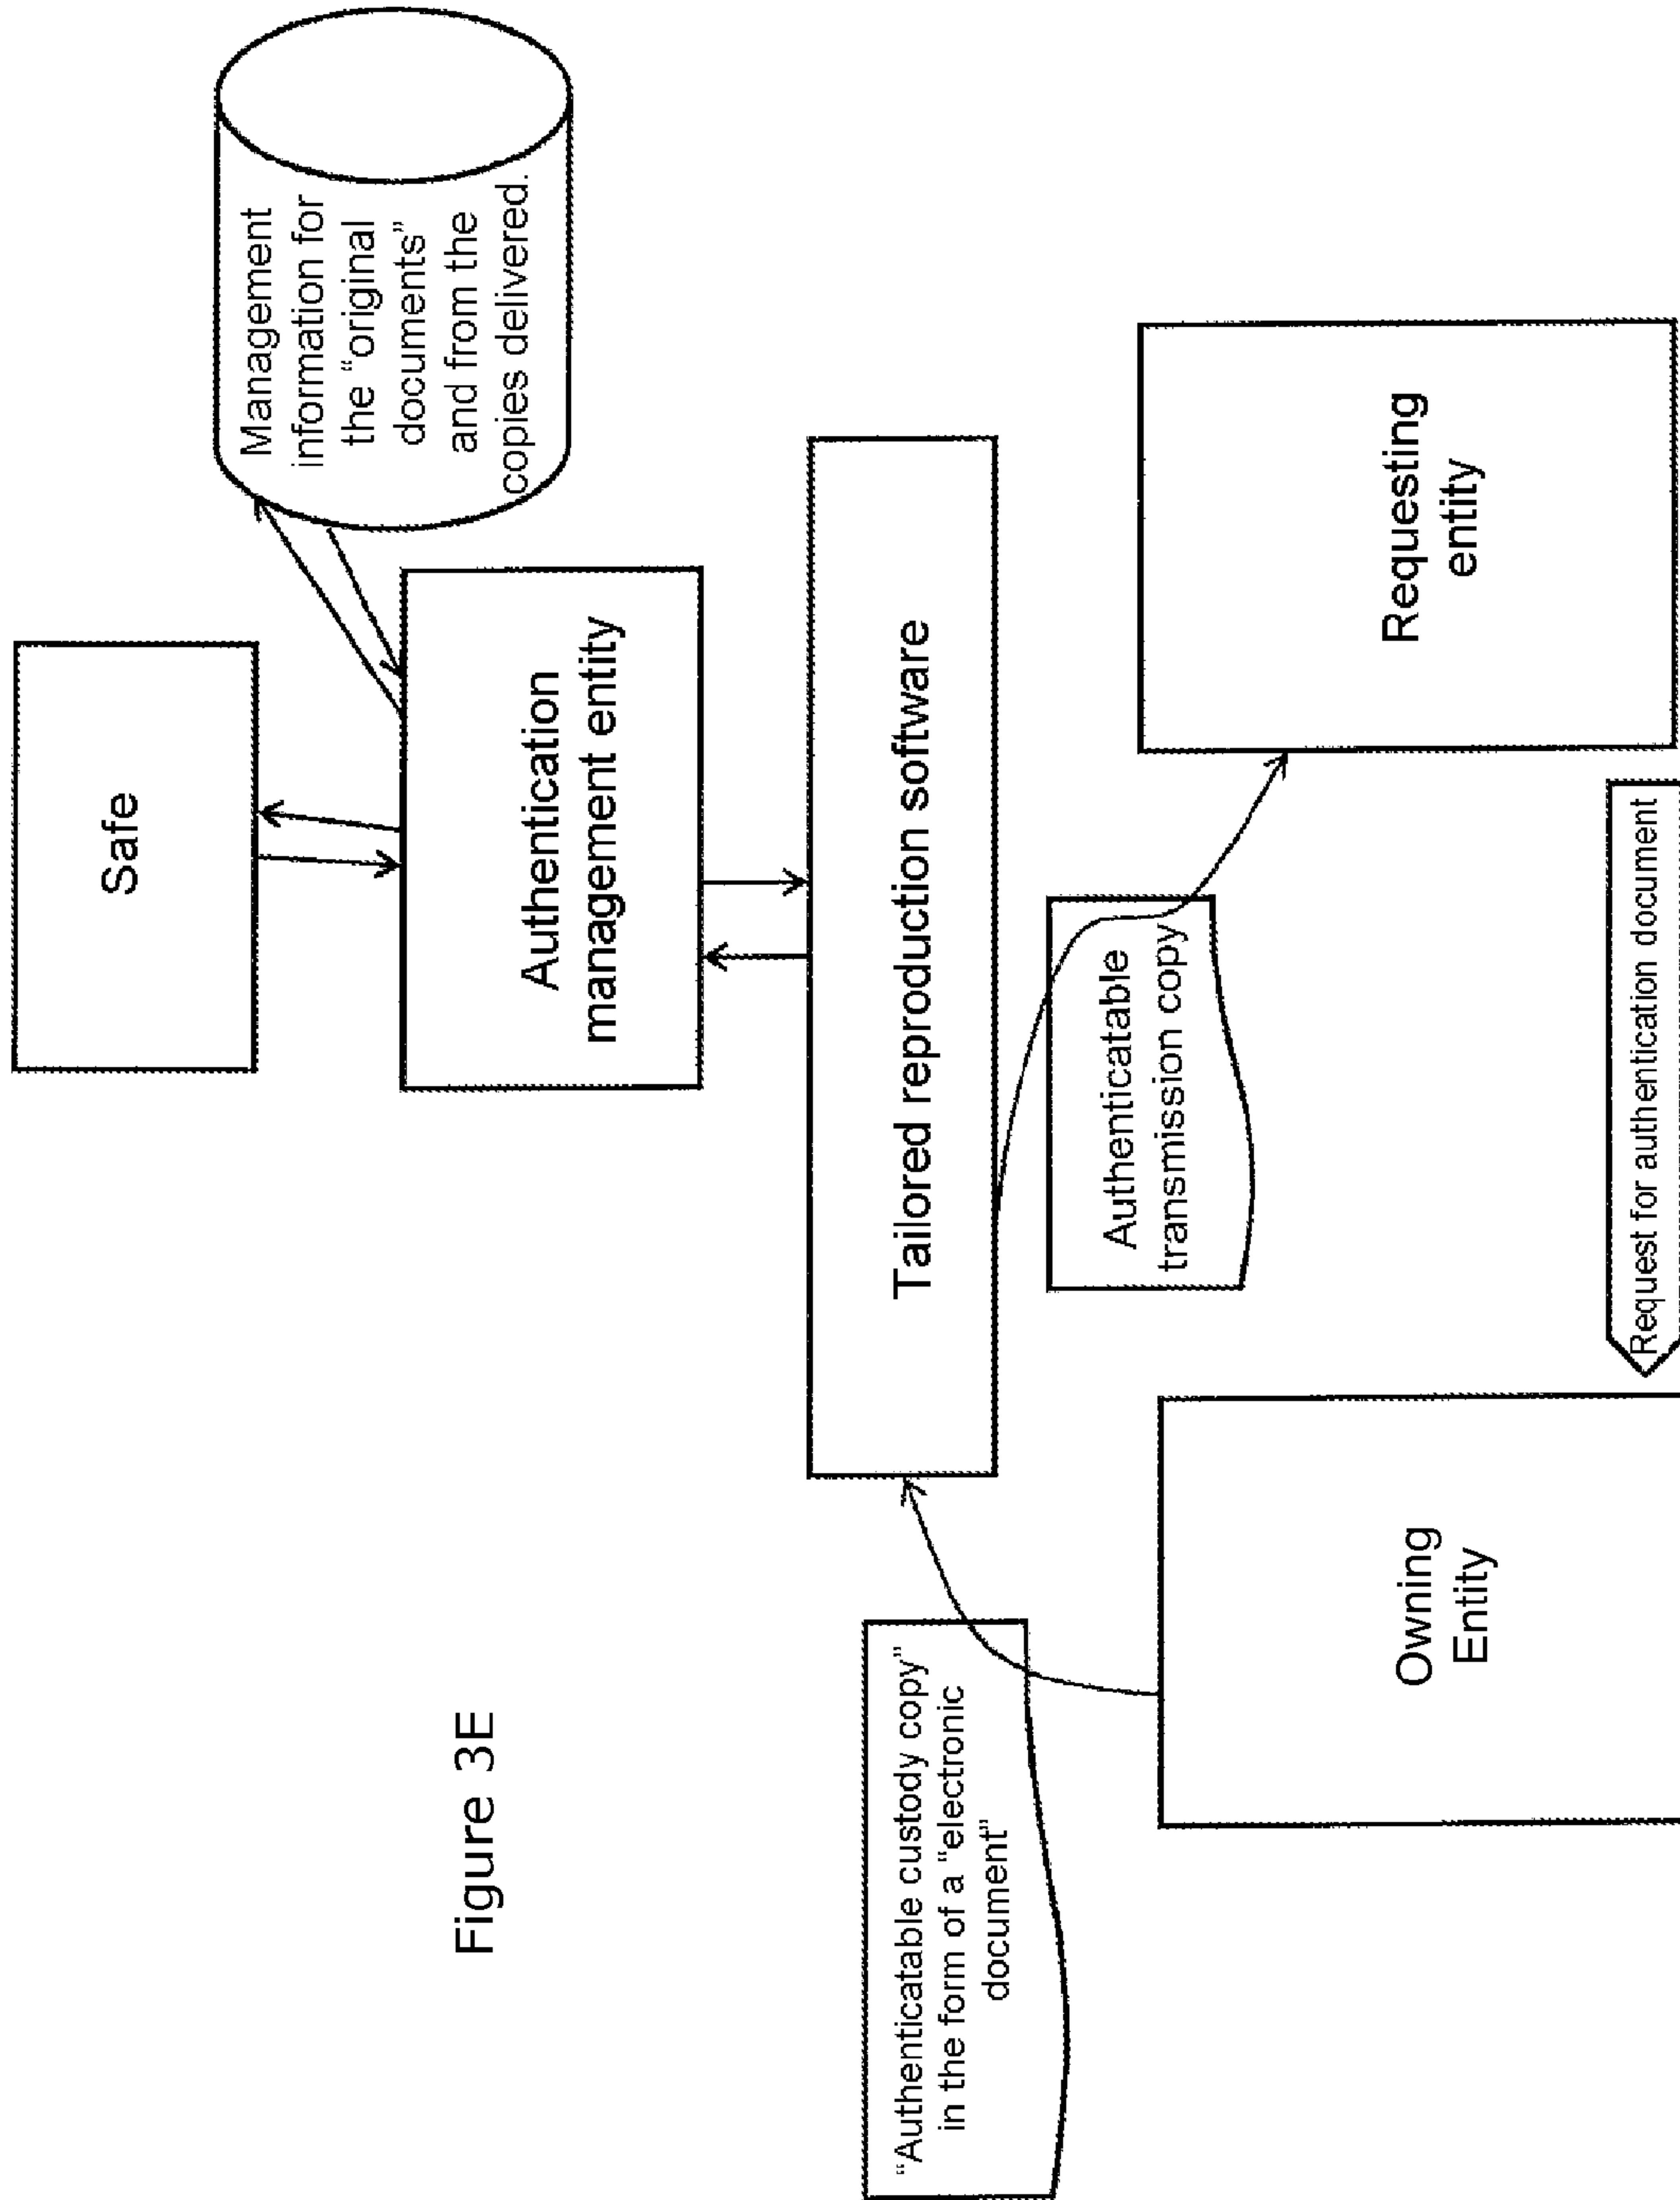 Figure 3E
Safe
Management
information for
the “original
documents”
and from the
copies delivered.
Authentication
management entity
Tailored reproduction software
“Authenticatable custody copy”
in the form of a “electronic
document”
Authenticatable
transmission copy
Owning
Entity
Requesting
entity
Request for authentication document